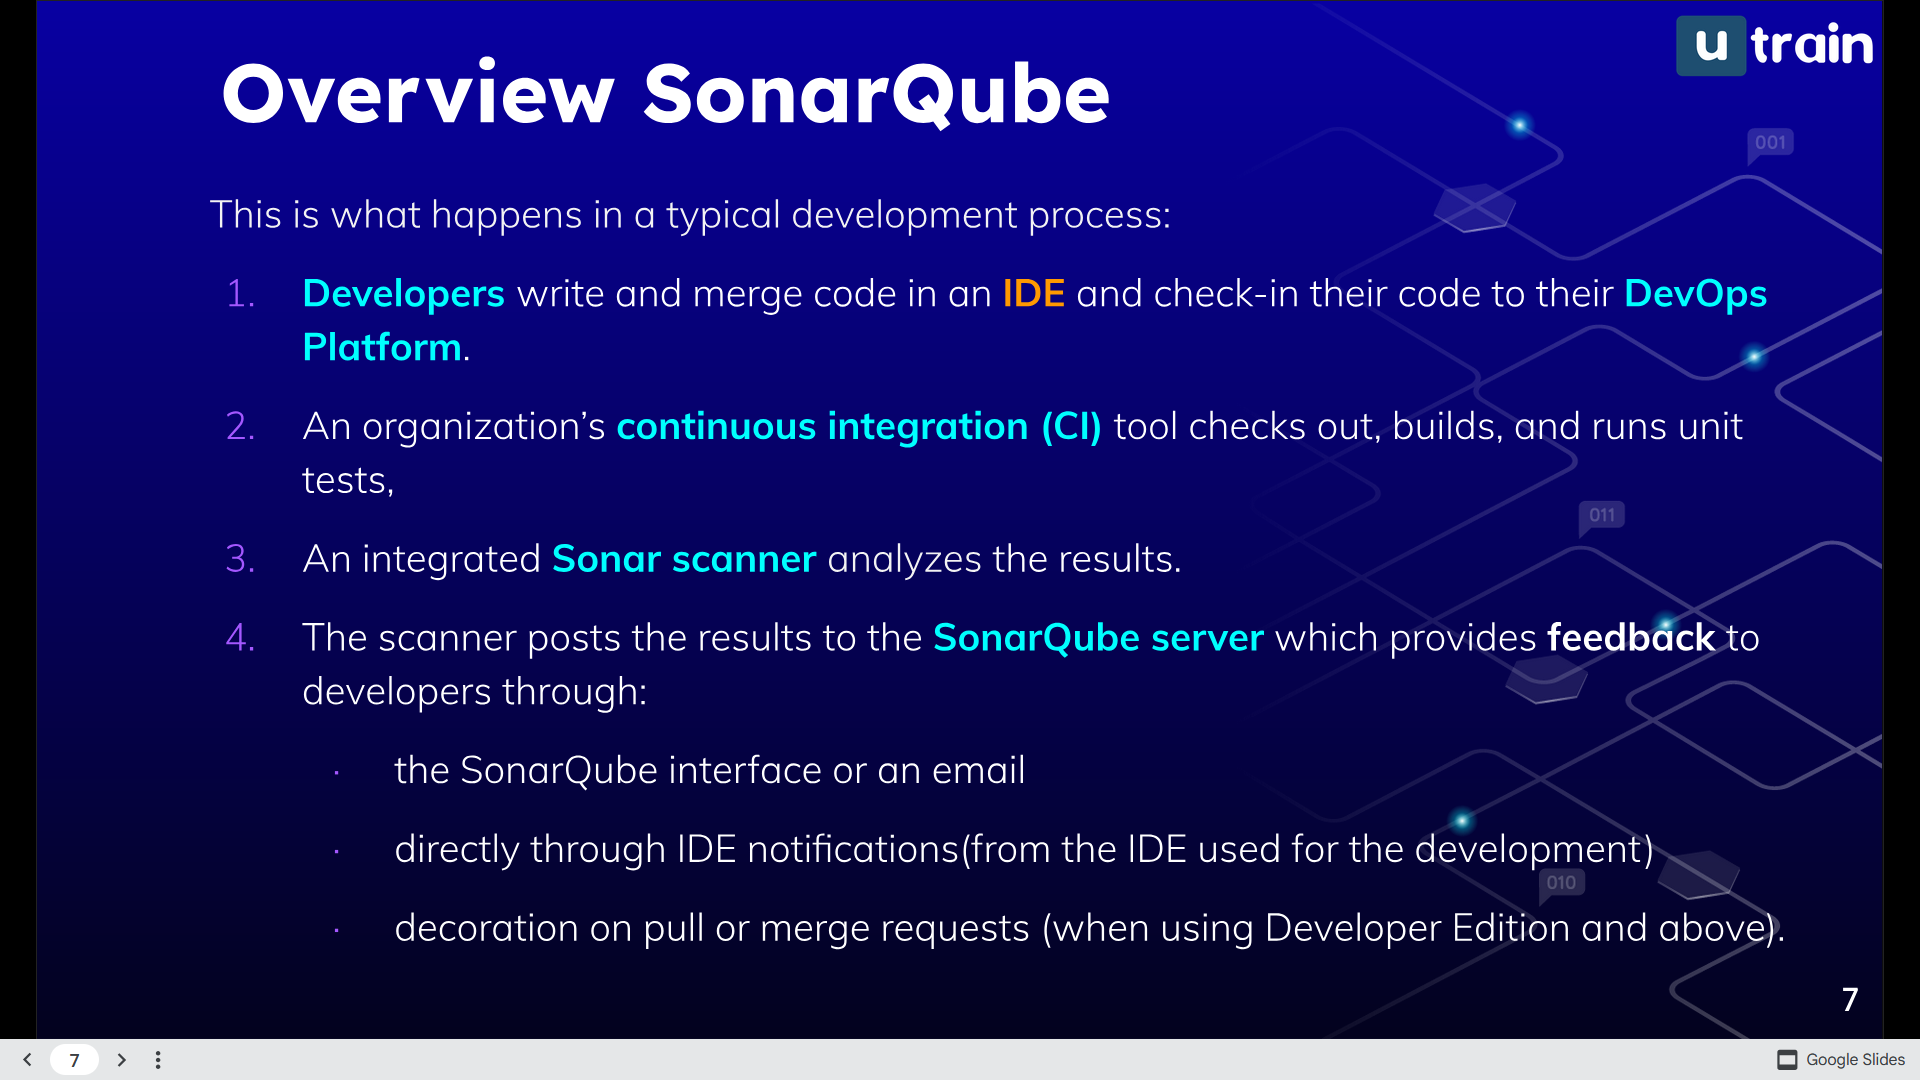 u train
Overview SonarQube
001
This is what happens in a typical development process:
1. Developers write and merge code in an IDE and check-in their code to their DevOps
Platform.
2. An organization’s continuous integration (CI) tool checks out, builds, and runs unit
tests,
011
3. An integrated Sonar scanner analyzes the results.
4. The scanner posts the results to the SonarQube server which provides feedback to
developers through:
· the SonarQube interface or an email
· directly through IDE notifications(from the IDE used for the development)
010
· decoration on pull or merge requests (when using Developer Edition and above).
7
7
Google Slides